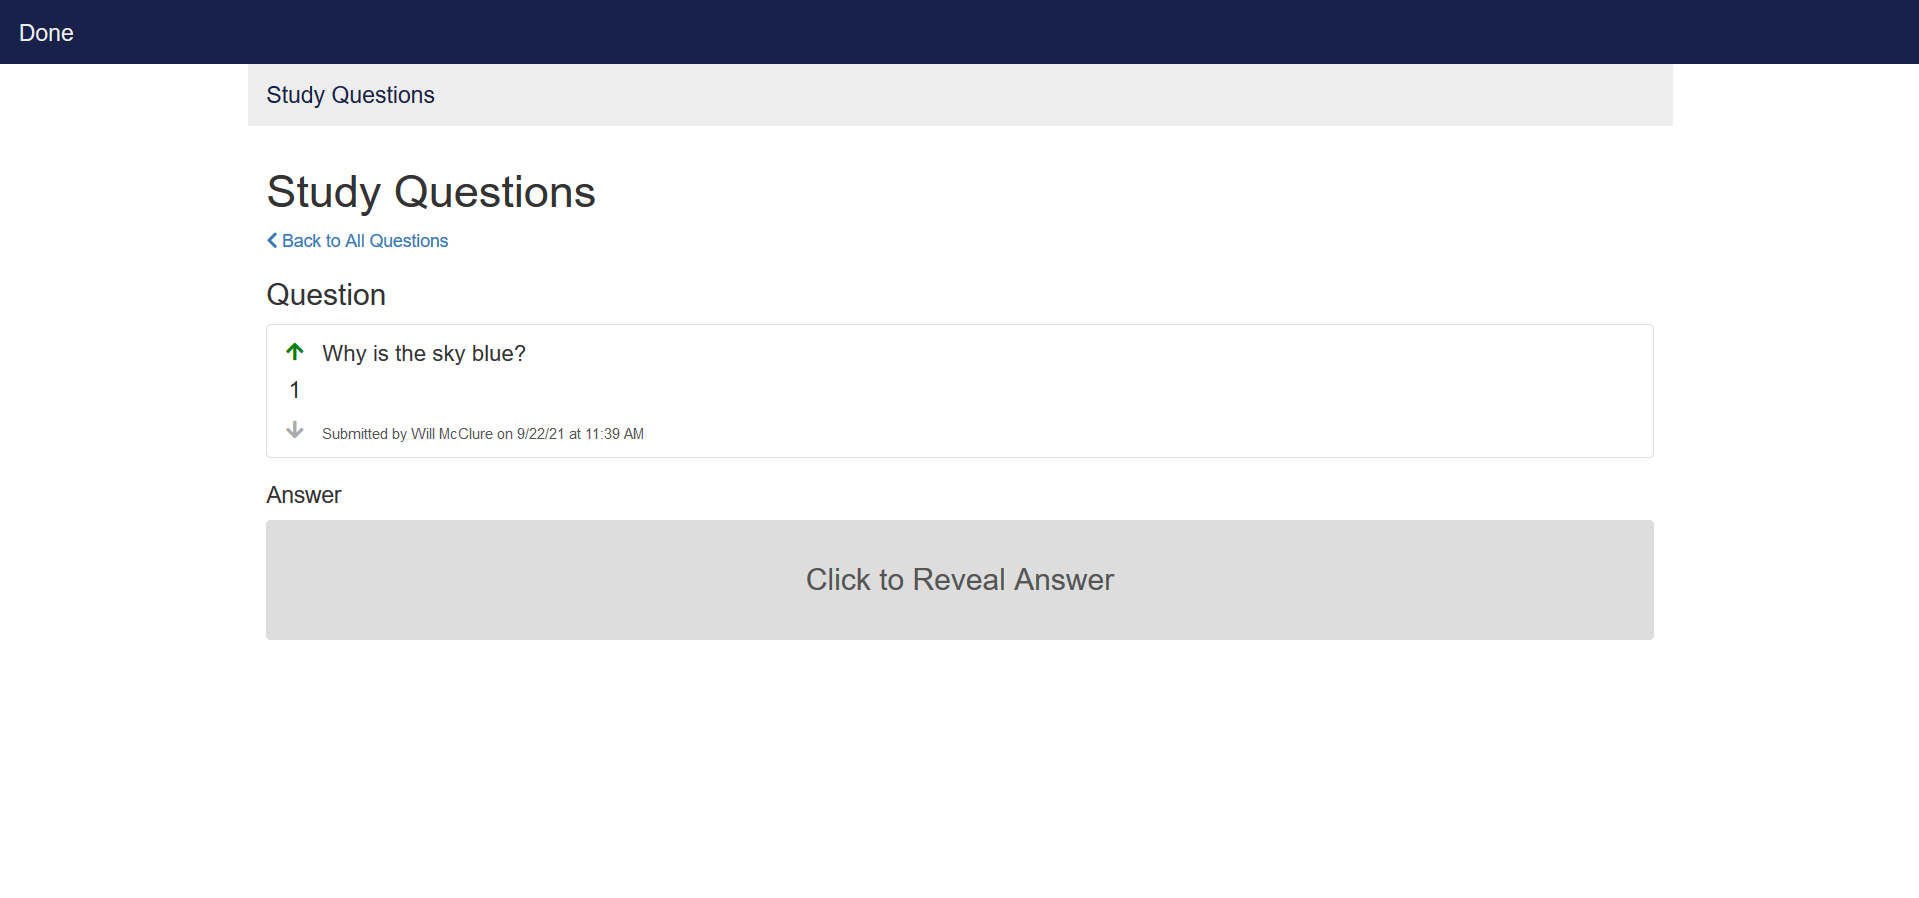 Done
Study Questions
Study Questions
Back to All Questions
Question
Why is the sky blue?
1
Submitted by Will McClure on 9/22/21 at 11:39 AM
Answer
Click to Reveal Answer